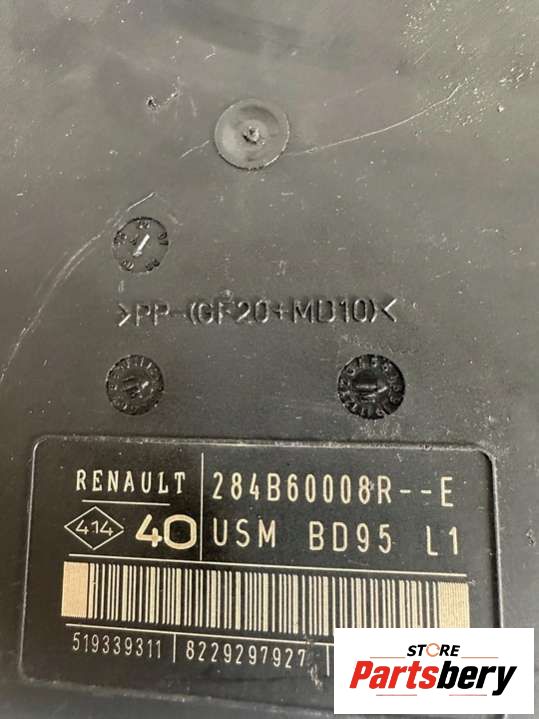 >PP-(GF20+MD10)<
RENAULT 284B60008R--E
414 40 USM BD95 L1
519339311 8229297927
STORE
Partsbery